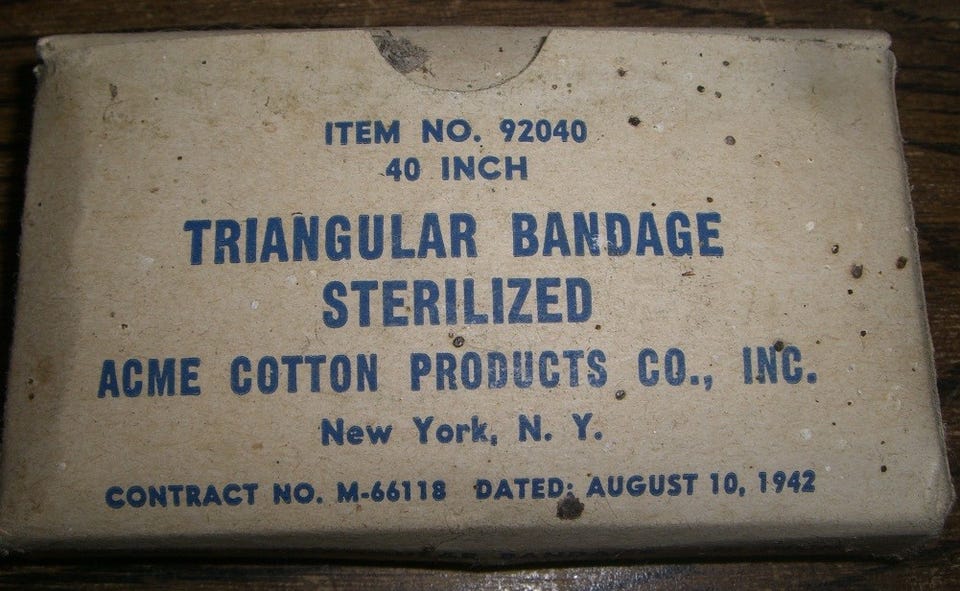 ITEM NO. 92040
40 INCH
TRIANGULAR BANDAGE
STERILIZED
ACME COTTON PRODUCTS CO., INC.
New York, N. Y.
CONTRACT NO. M-66118 DATED: AUGUST 10, 1942